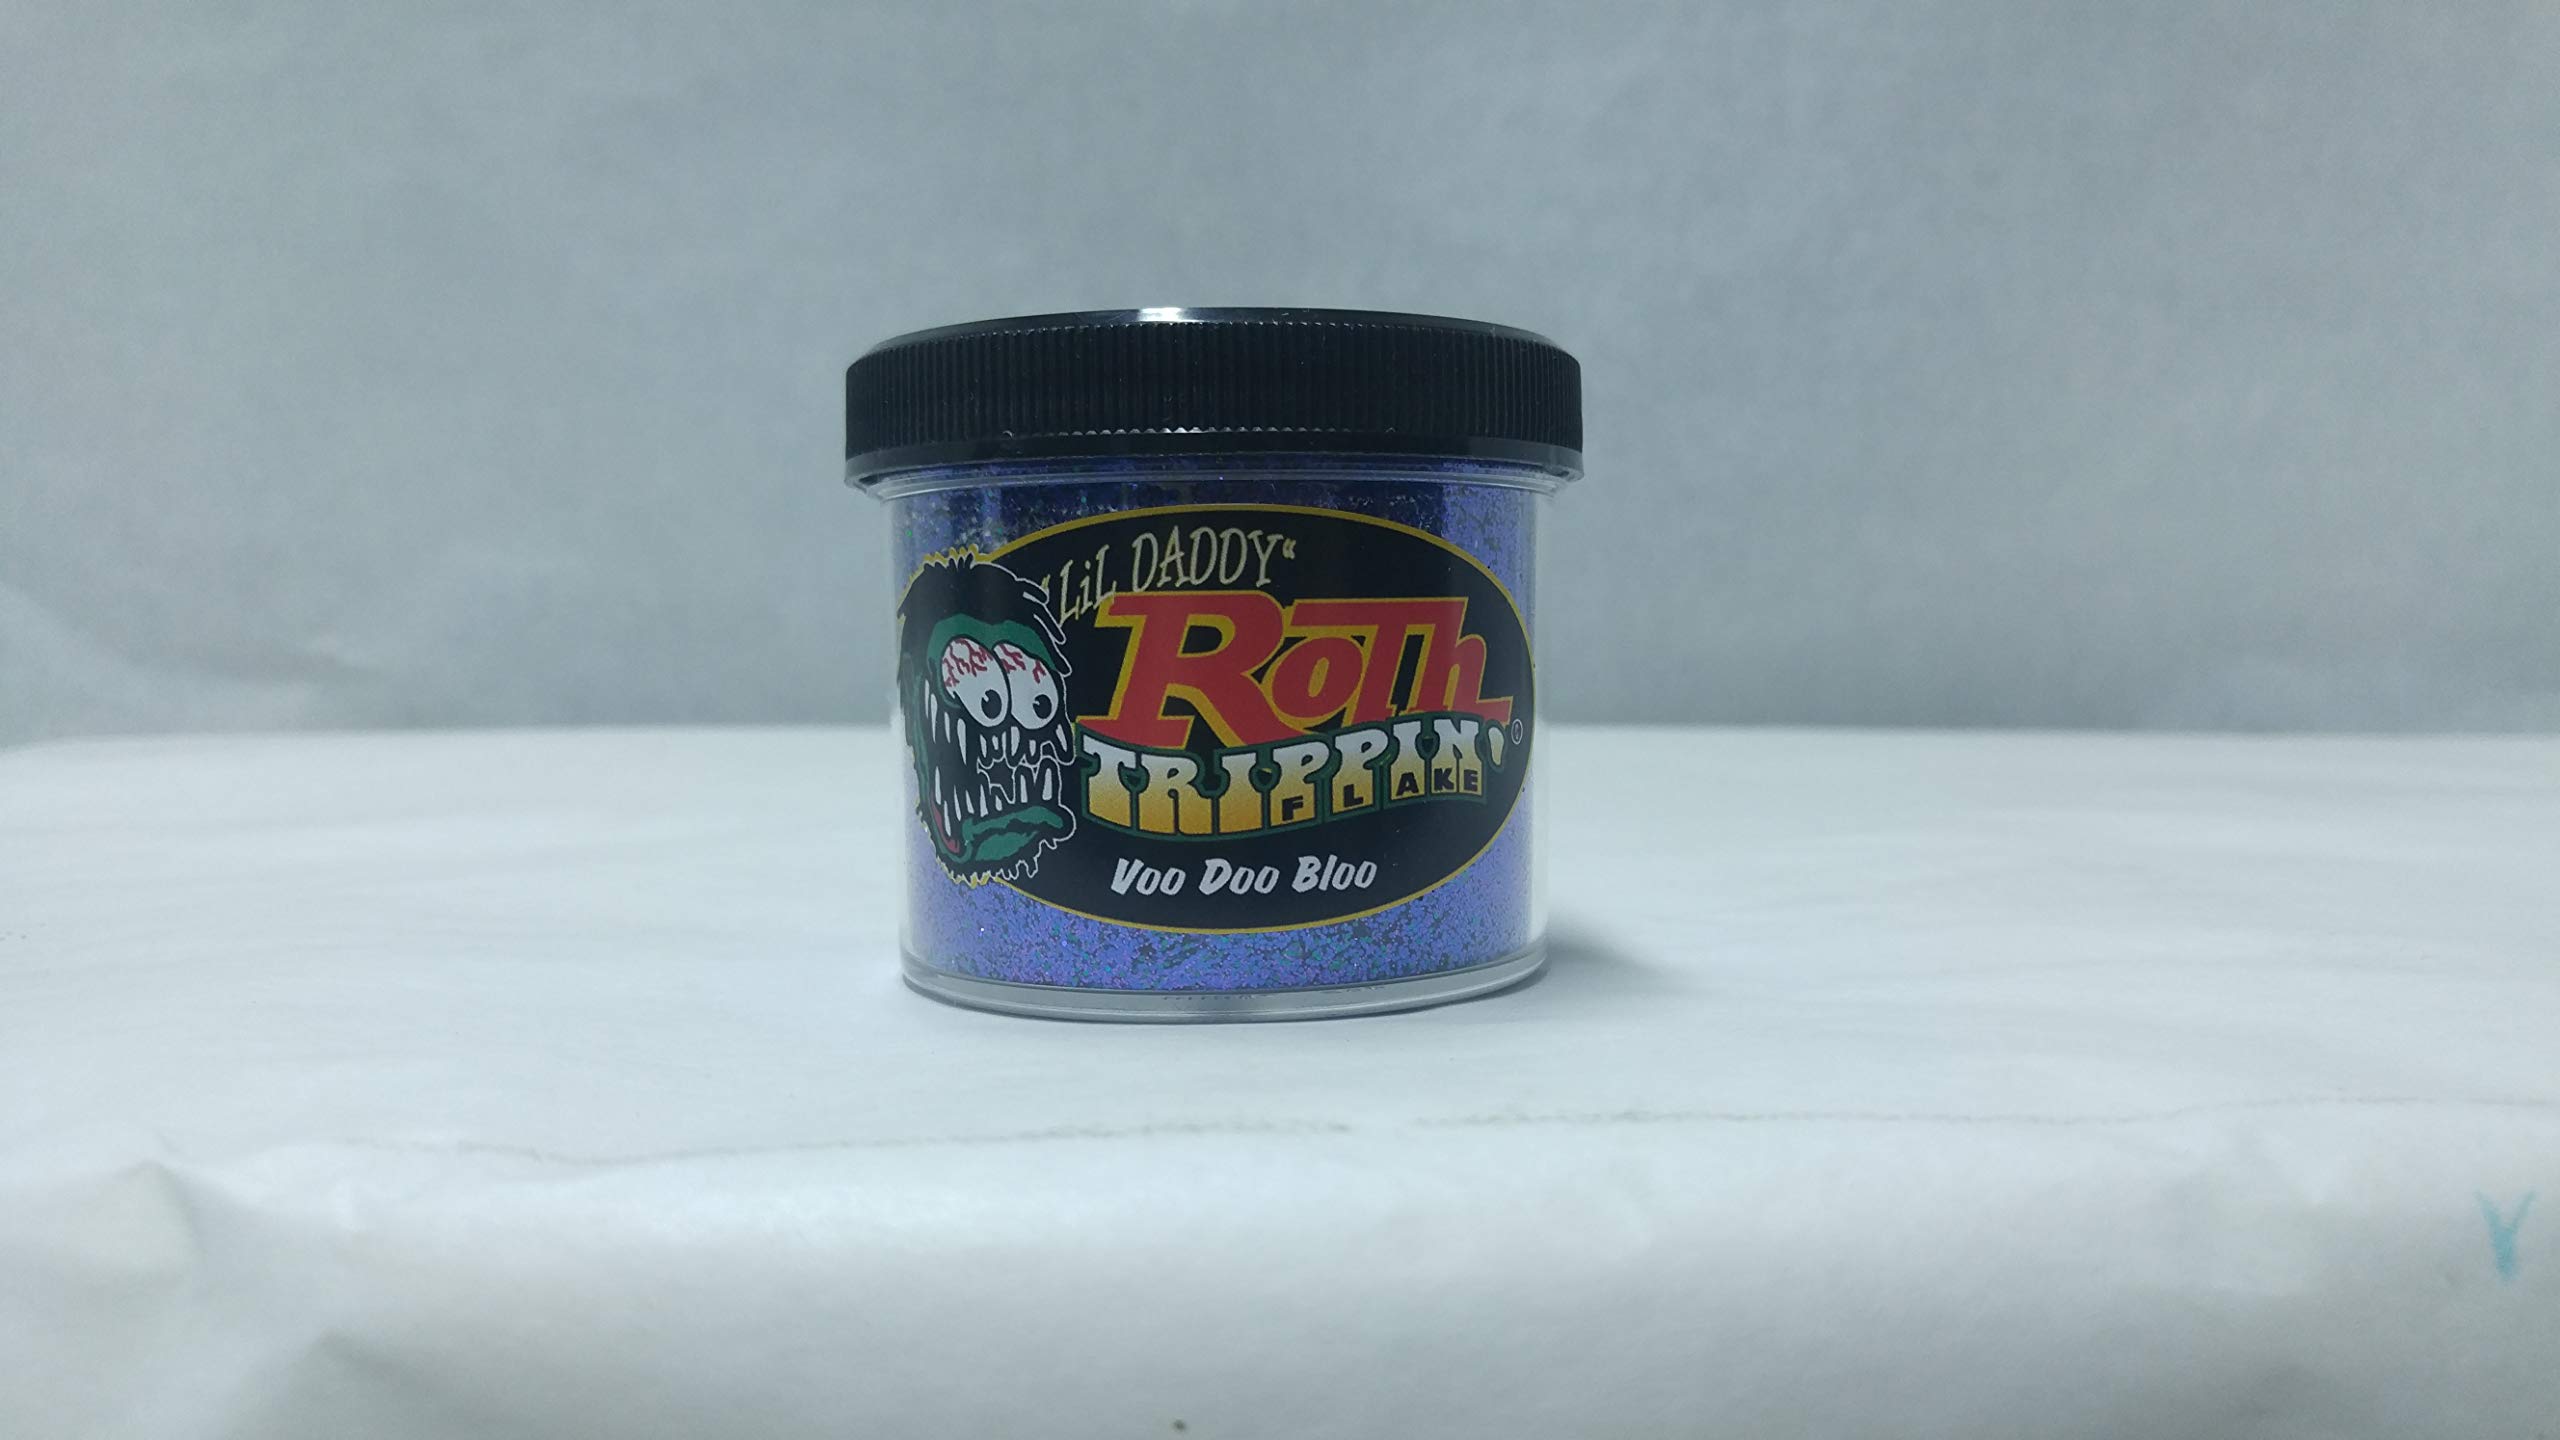 "LiL DADDY"
RoTh
TRIPPIN'®
FLAKE
Voo Doo Bloo